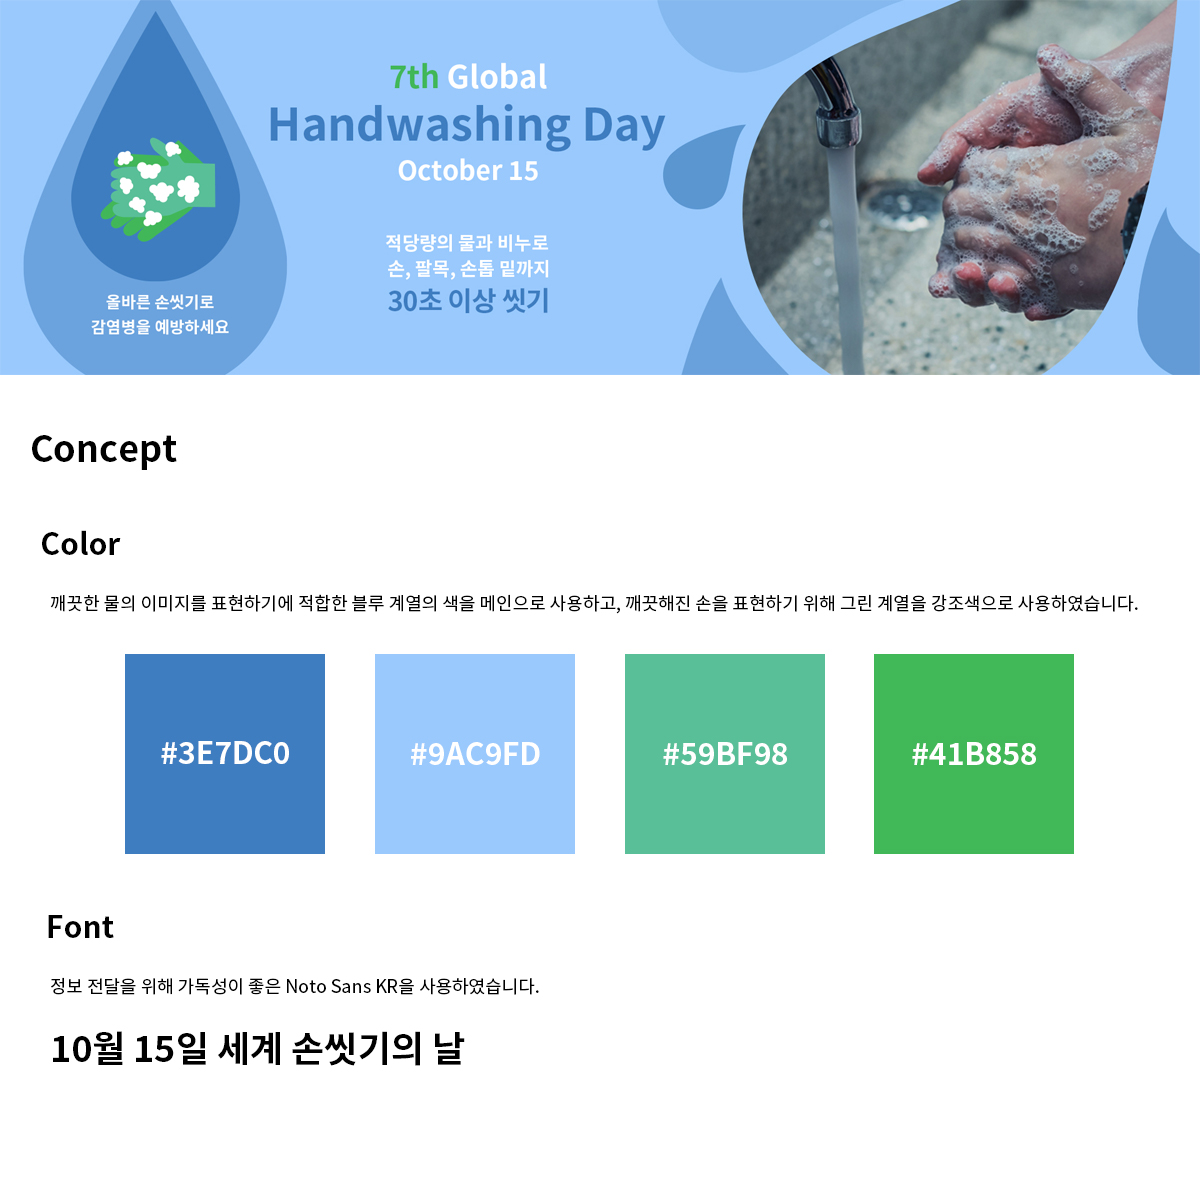 7th Global
Handwashing Day
October 15
적당량의 물과 비누로
손, 팔목, 손톱 밑까지
30초 이상 씻기
올바른 손씻기로
감염병을 예방하세요
Concept
Color
깨끗한 물의 이미지를 표현하기에 적합한 블루 계열의 색을 메인으로 사용하고, 깨끗해진 손을 표현하기 위해 그린 계열을 강조색으로 사용하였습니다.
#3E7DC0
#9AC9FD
#59BF98
#41B858
Font
정보 전달을 위해 가독성이 좋은 Noto Sans KR을 사용하였습니다.
10월 15일 세계 손씻기의 날